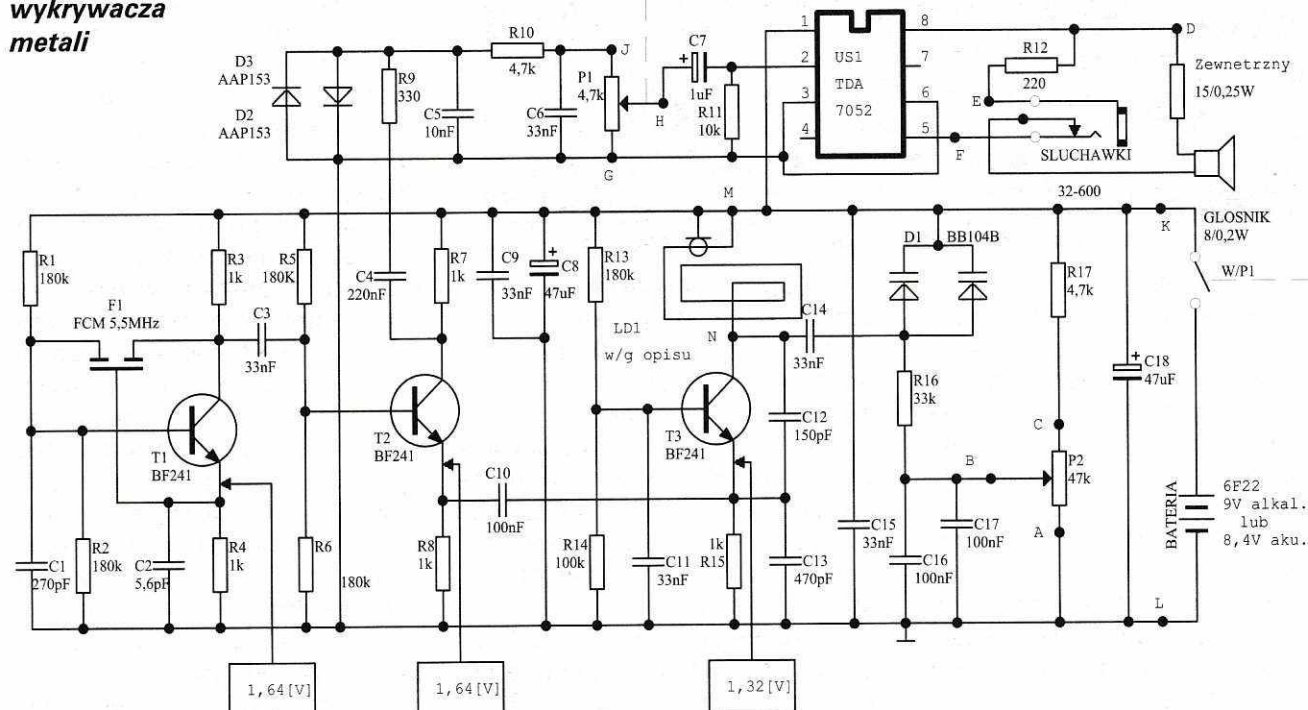 wykrywacza
metali
D3
AAP153
D2
AAP153
R9
330
C5
10nF
R10
4,7k
C6
33nF
J
P1
4,7k
H
G
C7
+
1uF
R11
10k
1
2
3
4
US1
TDA
7052
8
7
6
5
D
R12
220
E
F
SLUCHAWKI
32-600
Zewnetrzny
15/0,25W
GLOSNIK
8/0,2W
R1
180k
F1
FCM 5,5MHz
R3
1k
C3
33nF
R5
180K
C4
220nF
R7
1k
C9
33nF
+
C8
47uF
R13
180k
M
LD1
w/g opisu
N
C14
33nF
D1
BB104B
R17
4,7k
K
W/P1
+
C18
47uF
T1
BF241
T2
BF241
T3
BF241
C12
150pF
R16
33k
C
B
P2
47k
A
BATERIA
6F22
9V alkal.
lub
8,4V aku.
C10
100nF
C1
270pF
R2
180k
C2
5,6pF
R4
1k
R6
180k
R8
1k
R14
100k
C11
33nF
1k
R15
C13
470pF
C15
33nF
C16
100nF
C17
100nF
L
1,64[V]
1,64[V]
1,32[V]